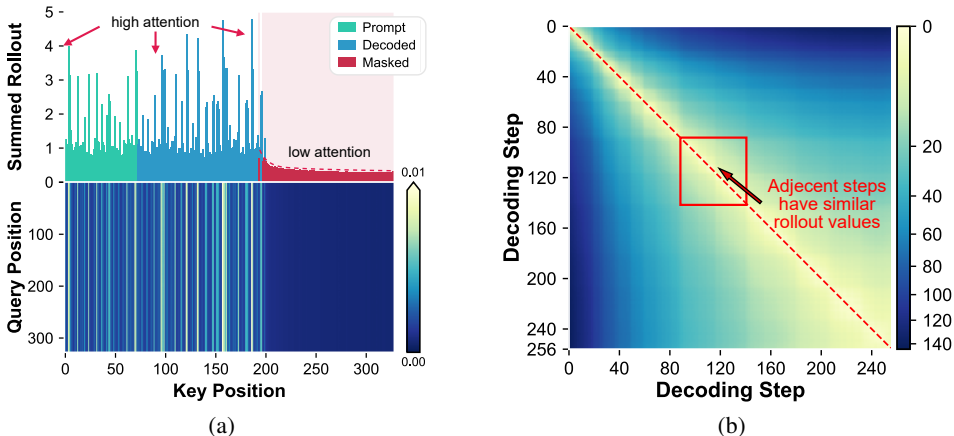 Summed Rollout
5
4
3
2
1
0
high attention
Prompt
Decoded
Masked
low attention
0.01
0.00
Query Position
100
200
300
0 50 100 150 200 250 300
Key Position
(a)
Decoding Step
0
40
80
120
160
200
240
256
Adjecent steps
have similar
rollout values
0 40 80 120 160 200 240
Decoding Step
0
20
40
60
80
100
120
140
(b)